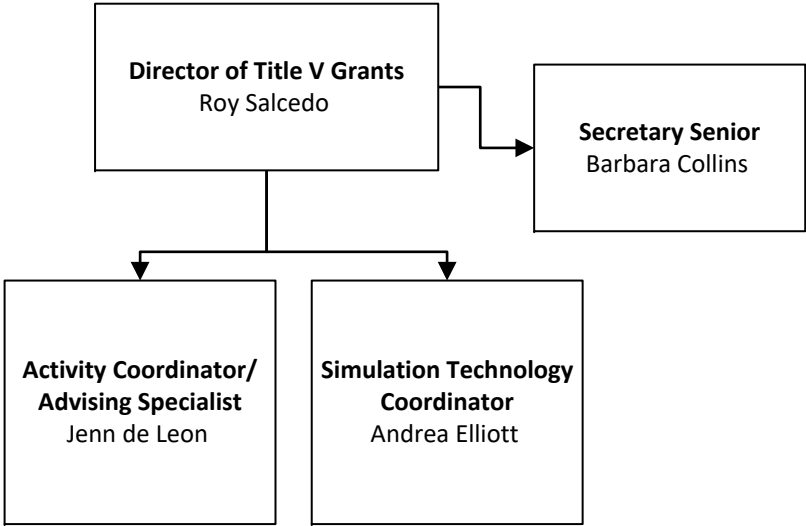 Director of Title V Grants
Roy Salcedo
Secretary Senior
Barbara Collins
Activity Coordinator/
Advising Specialist
Jenn de Leon
Simulation Technology
Coordinator
Andrea Elliott